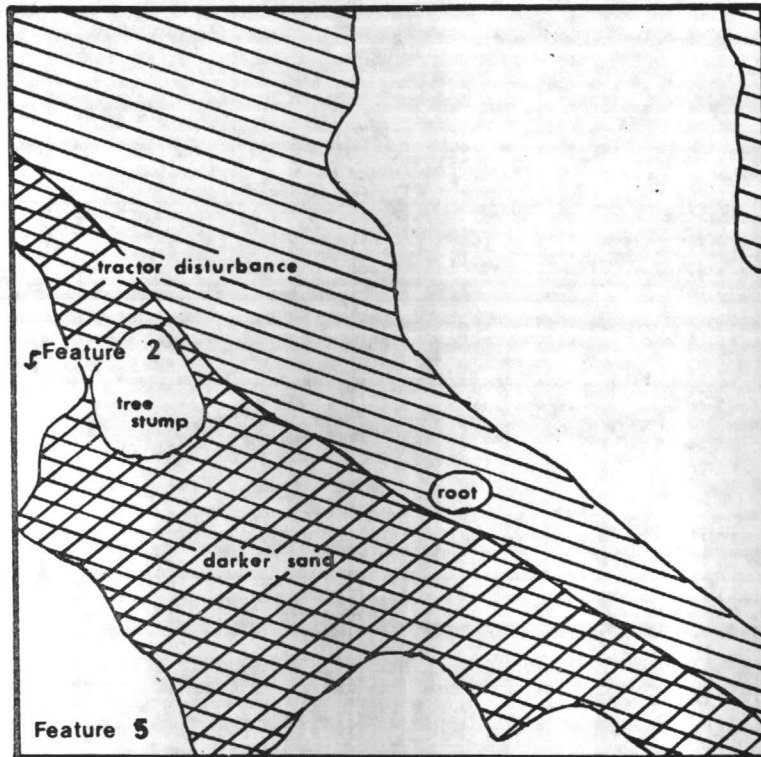 tractor disturbance
Feature 2
tree
stump
root
darker sand
Feature 5